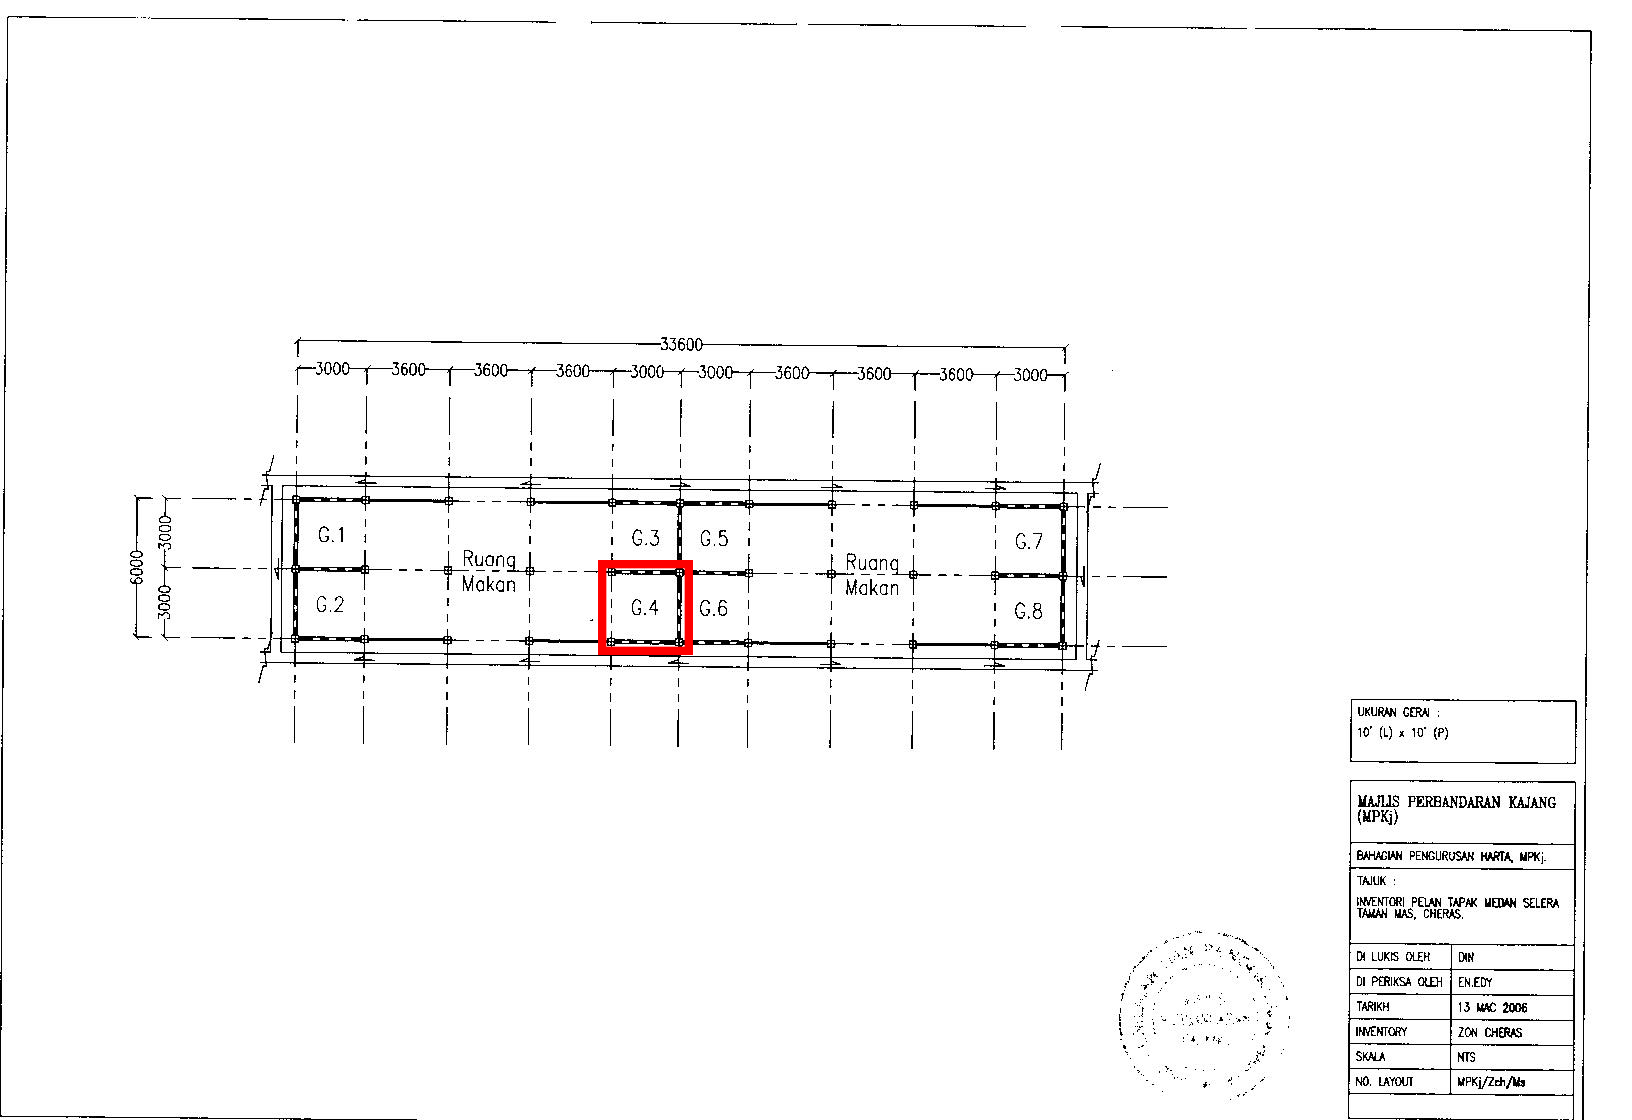 33600
3000 3600 3600 3600 3000 3000 3600 3600 3600 3000
6000
3000
3000
G.1
G.2
Ruang
Makan
G.3
G.4
G.5
G.6
Ruang
Makan
G.7
G.8
UKURAN GERAI :
10' (L) x 10' (P)
MAJLIS PERBANDARAN KAJANG
(MPKj)
BAHAGIAN PENGURUSAN HARTA, MPKj.
TAJUK :
INVENTORI PELAN TAPAK MEDAN SELERA
TAMAN MAS, CHERAS.
DI LUKIS OLEH DIN
DI PERIKSA OLEH EN.EDY
TARIKH 13 MAC 2006
INVENTORY ZON CHERAS
SKALA NTS
NO. LAYOUT MPKj/Zch/Ms